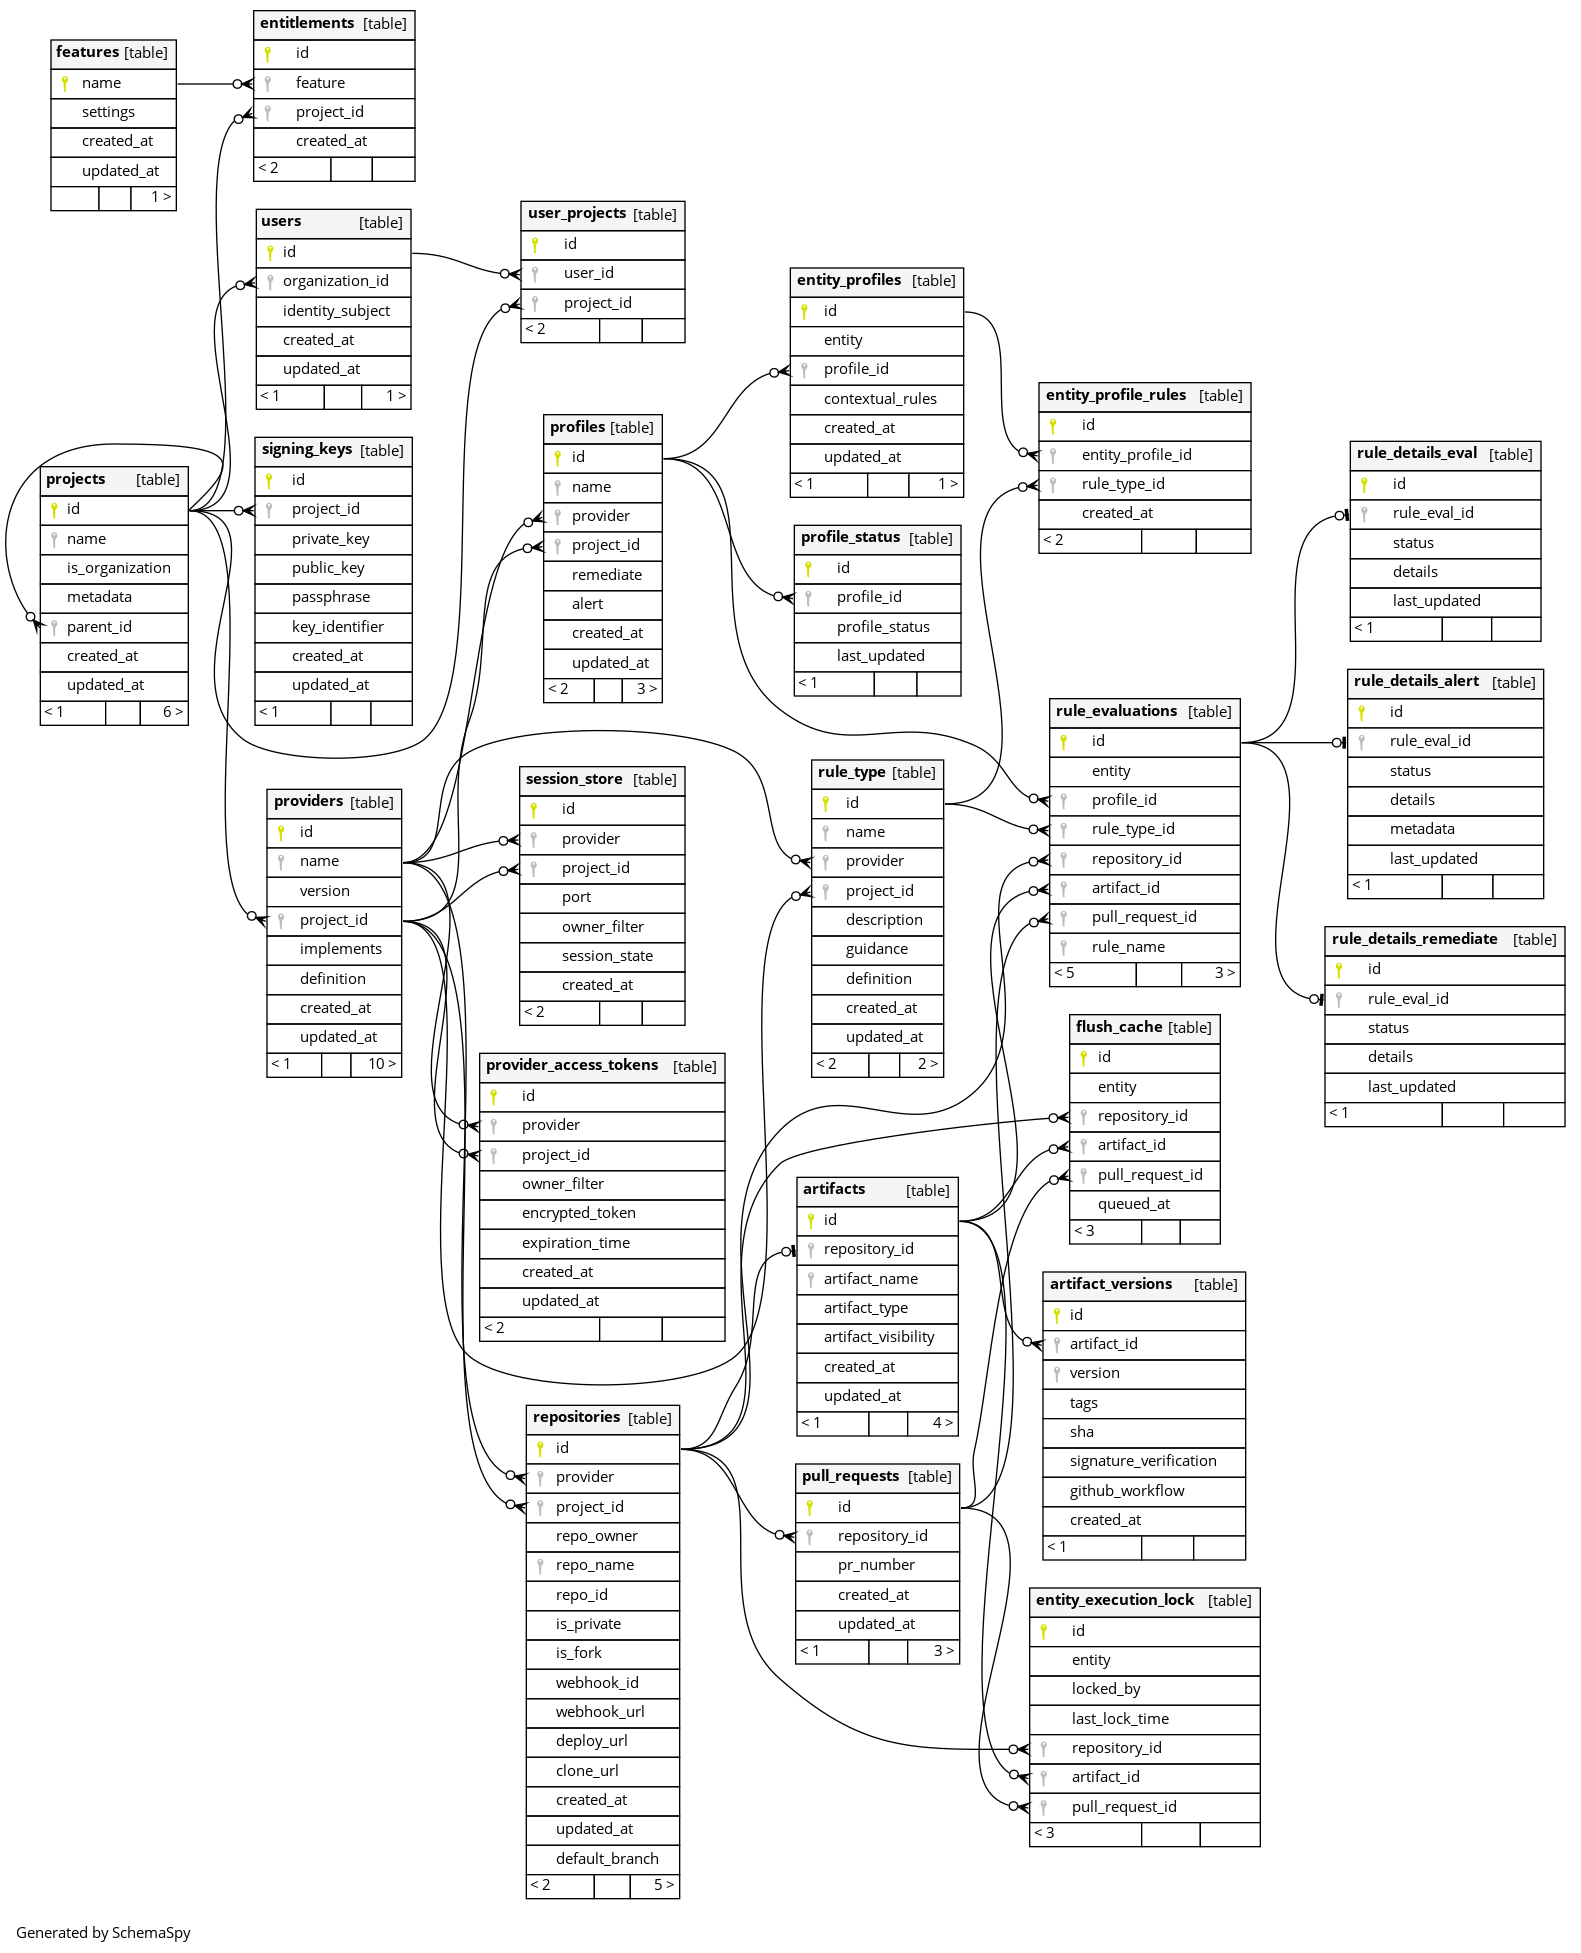 entitlements [table]
id
feature
project_id
created_at
< 2
features [table]
name
settings
created_at
updated_at
1 >
users [table]
id
organization_id
identity_subject
created_at
updated_at
< 1 1 >
user_projects [table]
id
user_id
project_id
< 2
signing_keys [table]
id
project_id
private_key
public_key
passphrase
key_identifier
created_at
updated_at
< 1
projects [table]
id
name
is_organization
metadata
parent_id
created_at
updated_at
< 1 6 >
profiles [table]
id
name
provider
project_id
remediate
alert
created_at
updated_at
< 2 3 >
entity_profiles [table]
id
entity
profile_id
contextual_rules
created_at
updated_at
< 1 1 >
entity_profile_rules [table]
id
entity_profile_id
rule_type_id
created_at
< 2
profile_status [table]
id
profile_id
profile_status
last_updated
< 1
rule_details_eval [table]
id
rule_eval_id
status
details
last_updated
< 1
rule_details_alert [table]
id
rule_eval_id
status
details
metadata
last_updated
< 1
rule_evaluations [table]
id
entity
profile_id
rule_type_id
repository_id
artifact_id
pull_request_id
rule_name
< 5 3 >
rule_details_remediate [table]
id
rule_eval_id
status
details
last_updated
< 1
providers [table]
id
name
version
project_id
implements
definition
created_at
updated_at
< 1 10 >
session_store [table]
id
provider
project_id
port
owner_filter
session_state
created_at
< 2
rule_type [table]
id
name
provider
project_id
description
guidance
definition
created_at
updated_at
< 2 2 >
provider_access_tokens [table]
id
provider
project_id
owner_filter
encrypted_token
expiration_time
created_at
updated_at
< 2
flush_cache [table]
id
entity
repository_id
artifact_id
pull_request_id
queued_at
< 3
artifacts [table]
id
repository_id
artifact_name
artifact_type
artifact_visibility
created_at
updated_at
< 1 4 >
artifact_versions [table]
id
artifact_id
version
tags
sha
signature_verification
github_workflow
created_at
< 1
repositories [table]
id
provider
project_id
repo_owner
repo_name
repo_id
is_private
is_fork
webhook_id
webhook_url
deploy_url
clone_url
created_at
updated_at
default_branch
< 2 5 >
pull_requests [table]
id
repository_id
pr_number
created_at
updated_at
< 1 3 >
entity_execution_lock [table]
id
entity
locked_by
last_lock_time
repository_id
artifact_id
pull_request_id
< 3
Generated by SchemaSpy